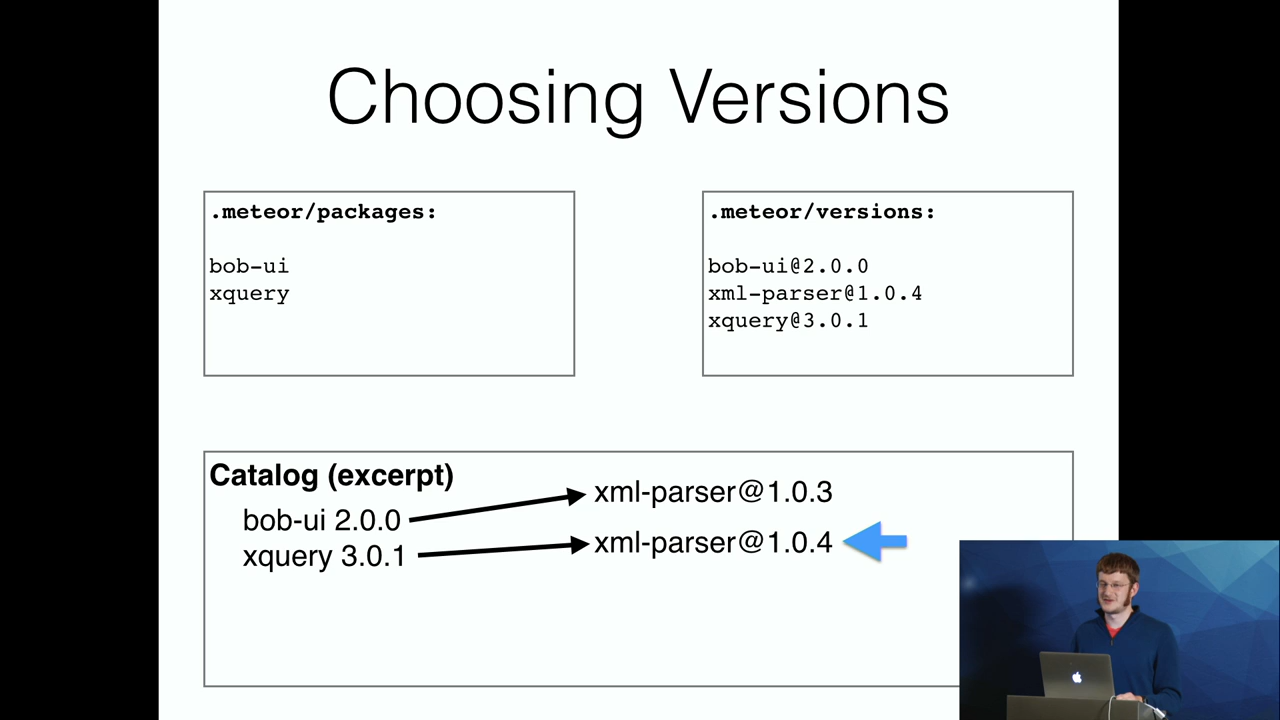 Choosing Versions
.meteor/packages:
bob-ui
xquery
.meteor/versions:
bob-ui@2.0.0
xml-parser@1.0.4
xquery@3.0.1
Catalog (excerpt)
bob-ui 2.0.0
xml-parser@1.0.3
xquery 3.0.1
xml-parser@1.0.4